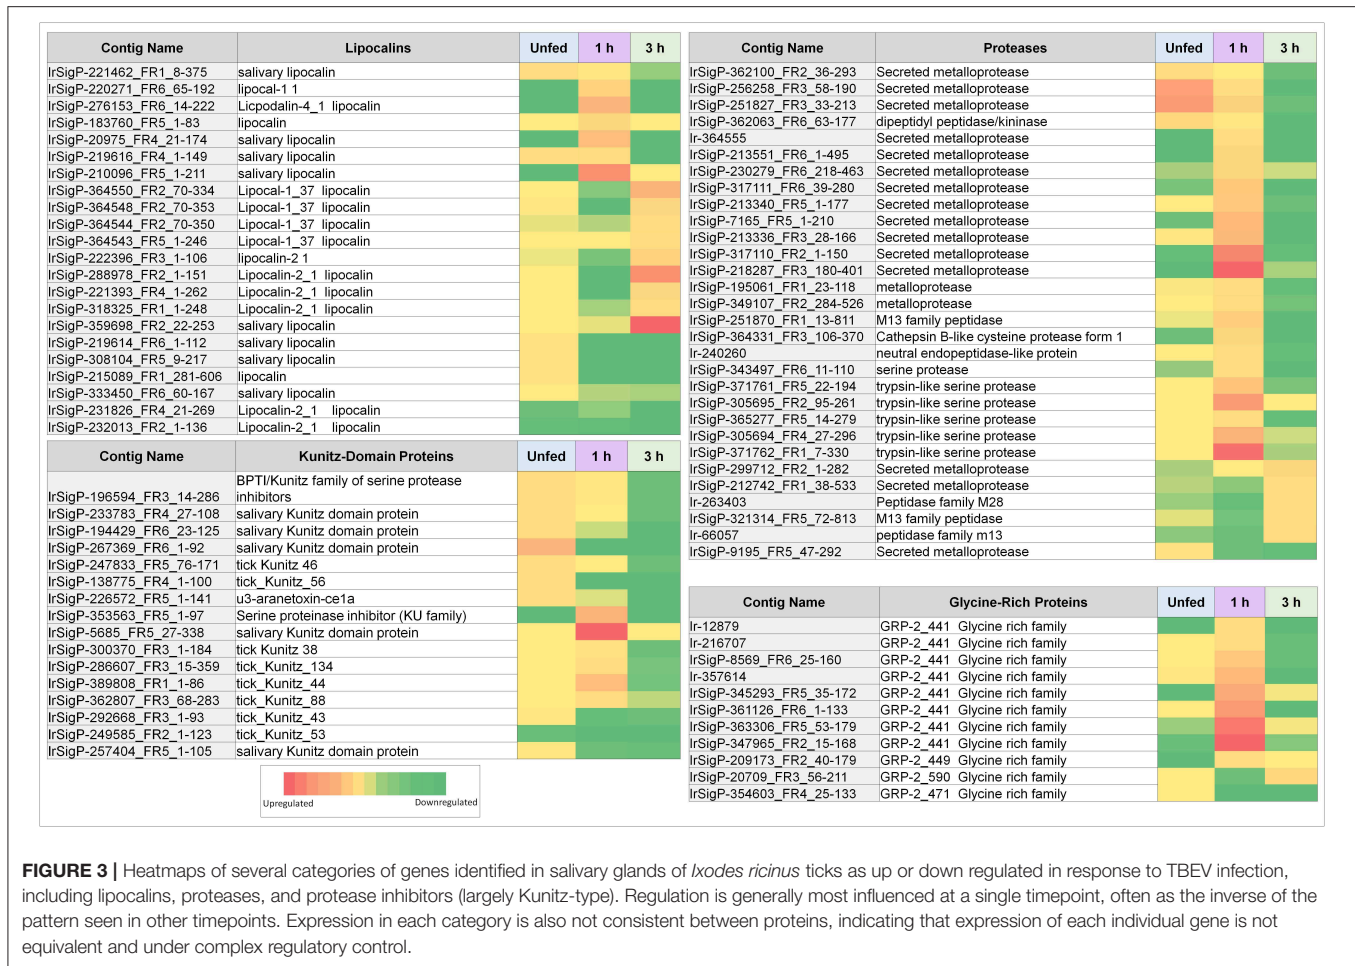 Contig Name Lipocalins Unfed 1 h 3 h
IrSigP-221462_FR1_8-375 salivary lipocalin
IrSigP-220271_FR6_65-192 lipocal-1 1
IrSigP-276153_FR6_14-222 Licpodalin-4_1 lipocalin
IrSigP-183760_FR5_1-83 lipocalin
IrSigP-20975_FR4_21-174 salivary lipocalin
IrSigP-219616_FR4_1-149 salivary lipocalin
IrSigP-210096_FR5_1-211 salivary lipocalin
IrSigP-364550_FR2_70-334 Lipocal-1_37 lipocalin
IrSigP-364548_FR2_70-353 Lipocal-1_37 lipocalin
IrSigP-364544_FR2_70-350 Lipocal-1_37 lipocalin
IrSigP-364543_FR5_1-246 Lipocal-1_37 lipocalin
IrSigP-222396_FR3_1-106 lipocalin-2 1
IrSigP-288978_FR2_1-151 Lipocalin-2_1 lipocalin
IrSigP-221393_FR4_1-262 Lipocalin-2_1 lipocalin
IrSigP-318325_FR1_1-248 Lipocalin-2_1 lipocalin
IrSigP-359698_FR2_22-253 salivary lipocalin
IrSigP-219614_FR6_1-112 salivary lipocalin
IrSigP-308104_FR5_9-217 salivary lipocalin
IrSigP-215089_FR1_281-606 lipocalin
IrSigP-333450_FR6_60-167 salivary lipocalin
IrSigP-231826_FR4_21-269 Lipocalin-2_1 lipocalin
IrSigP-232013_FR2_1-136 Lipocalin-2_1 lipocalin
Contig Name Kunitz-Domain Proteins Unfed 1 h 3 h
BPTI/Kunitz family of serine protease
IrSigP-196594_FR3_14-286 inhibitors
IrSigP-233783_FR4_27-108 salivary Kunitz domain protein
IrSigP-194429_FR6_23-125 salivary Kunitz domain protein
IrSigP-267369_FR6_1-92 salivary Kunitz domain protein
IrSigP-247833_FR5_76-171 tick Kunitz 46
IrSigP-138775_FR4_1-100 tick_Kunitz_56
IrSigP-226572_FR5_1-141 u3-aranetoxin-ce1a
IrSigP-353563_FR5_1-97 Serine proteinase inhibitor (KU family)
IrSigP-5685_FR5_27-338 salivary Kunitz domain protein
IrSigP-300370_FR3_1-184 tick Kunitz 38
IrSigP-286607_FR3_15-359 tick_Kunitz_134
IrSigP-389808_FR1_1-86 tick_Kunitz_44
IrSigP-362807_FR3_68-283 tick_Kunitz_88
IrSigP-292668_FR3_1-93 tick_Kunitz_43
IrSigP-249585_FR2_1-123 tick_Kunitz_53
IrSigP-257404_FR5_1-105 salivary Kunitz domain protein
Upregulated Downregulated
Contig Name Proteases Unfed 1 h 3 h
IrSigP-362100_FR2_36-293 Secreted metalloprotease
IrSigP-256258_FR3_58-190 Secreted metalloprotease
IrSigP-251827_FR3_33-213 Secreted metalloprotease
IrSigP-362063_FR6_63-177 dipeptidyl peptidase/kininase
Ir-364555 Secreted metalloprotease
IrSigP-213551_FR6_1-495 Secreted metalloprotease
IrSigP-230279_FR6_218-463 Secreted metalloprotease
IrSigP-317111_FR6_39-280 Secreted metalloprotease
IrSigP-213340_FR5_1-177 Secreted metalloprotease
IrSigP-7165_FR5_1-210 Secreted metalloprotease
IrSigP-213336_FR3_28-166 Secreted metalloprotease
IrSigP-317110_FR2_1-150 Secreted metalloprotease
IrSigP-218287_FR3_180-401 Secreted metalloprotease
IrSigP-195061_FR1_23-118 metalloprotease
IrSigP-349107_FR2_284-526 metalloprotease
IrSigP-251870_FR1_13-811 M13 family peptidase
IrSigP-364331_FR3_106-370 Cathepsin B-like cysteine protease form 1
Ir-240260 neutral endopeptidase-like protein
IrSigP-343497_FR6_11-110 serine protease
IrSigP-371761_FR5_22-194 trypsin-like serine protease
IrSigP-305695_FR2_95-261 trypsin-like serine protease
IrSigP-365277_FR5_14-279 trypsin-like serine protease
IrSigP-305694_FR4_27-296 trypsin-like serine protease
IrSigP-371762_FR1_7-330 trypsin-like serine protease
IrSigP-299712_FR2_1-282 Secreted metalloprotease
IrSigP-212742_FR1_38-533 Secreted metalloprotease
Ir-263403 Peptidase family M28
IrSigP-321314_FR5_72-813 M13 family peptidase
Ir-66057 peptidase family m13
IrSigP-9195_FR5_47-292 Secreted metalloprotease
Contig Name Glycine-Rich Proteins Unfed 1 h 3 h
Ir-12879 GRP-2_441 Glycine rich family
Ir-216707 GRP-2_441 Glycine rich family
IrSigP-8569_FR6_25-160 GRP-2_441 Glycine rich family
Ir-357614 GRP-2_441 Glycine rich family
IrSigP-345293_FR5_35-172 GRP-2_441 Glycine rich family
IrSigP-361126_FR6_1-133 GRP-2_441 Glycine rich family
IrSigP-363306_FR5_53-179 GRP-2_441 Glycine rich family
IrSigP-347965_FR2_15-168 GRP-2_441 Glycine rich family
IrSigP-209173_FR2_40-179 GRP-2_449 Glycine rich family
IrSigP-20709_FR3_56-211 GRP-2_590 Glycine rich family
IrSigP-354603_FR4_25-133 GRP-2_471 Glycine rich family
FIGURE 3 | Heatmaps of several categories of genes identified in salivary glands of Ixodes ricinus ticks as up or down regulated in response to TBEV infection,
including lipocalins, proteases, and protease inhibitors (largely Kunitz-type). Regulation is generally most influenced at a single timepoint, often as the inverse of the
pattern seen in other timepoints. Expression in each category is also not consistent between proteins, indicating that expression of each individual gene is not
equivalent and under complex regulatory control.